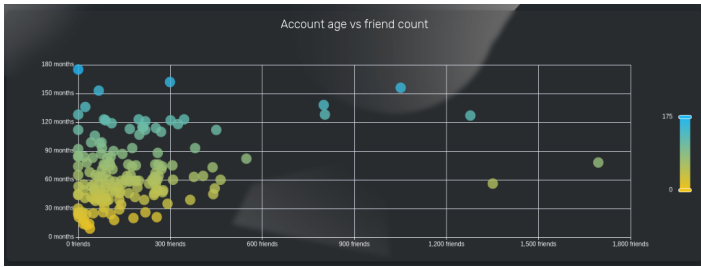 Account age vs friend count
180 months
150 months
120 months
90 months
60 months
30 months
0 months
0 friends 300 friends 600 friends 900 friends 1,200 friends 1,500 friends 1,800 friends
175
0